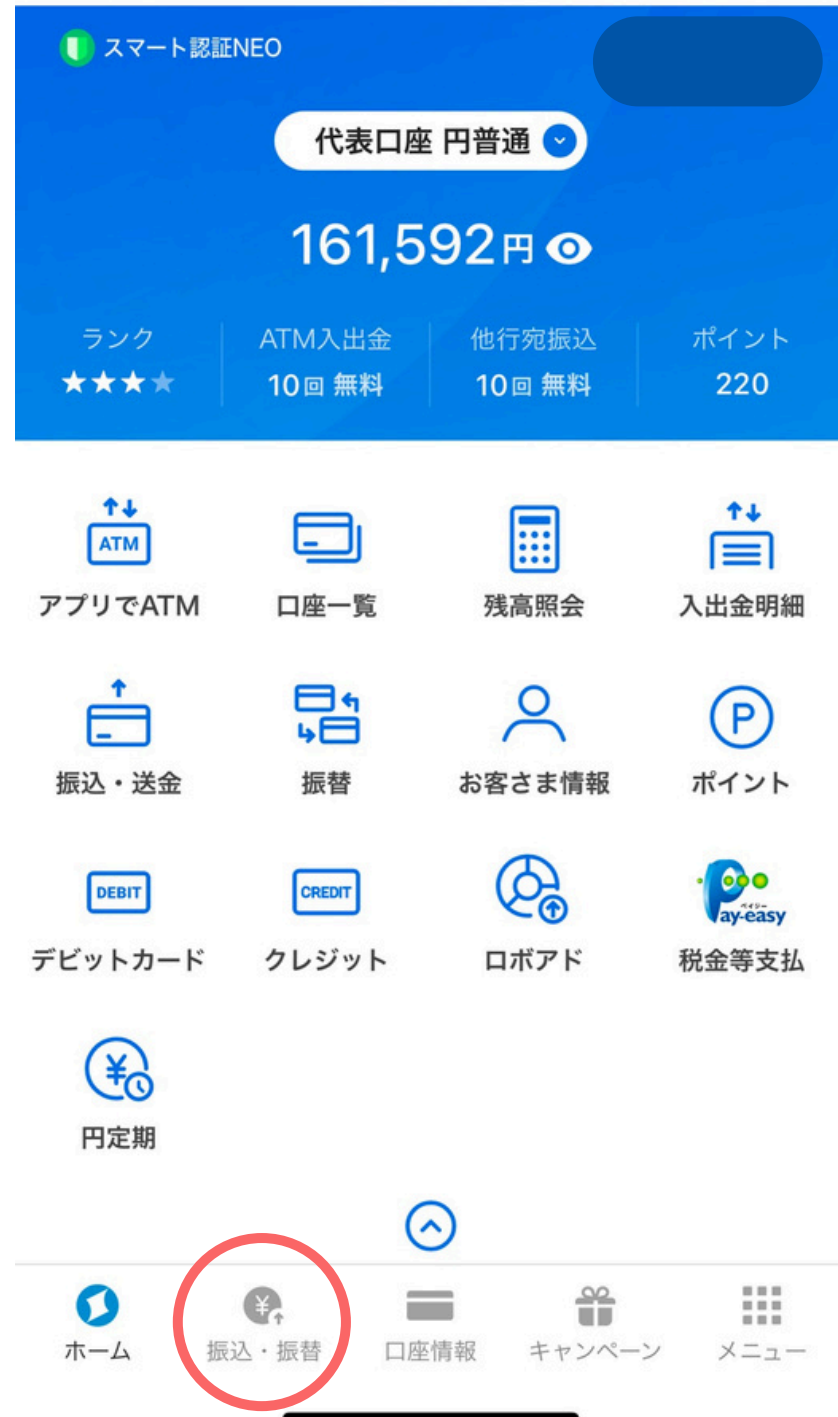 スマート認証NEO
代表口座 円普通
161,592円
ランク ATM入出金 他行宛振込 ポイント
★★★★ 10回 無料 10回 無料 220
ATM
アプリでATM 口座一覧 残高照会 入出金明細
P
振込・送金 振替 お客さま情報 ポイント
DEBIT CREDIT ペイジー
Pay-easy
デビットカード クレジット ロボアド 税金等支払
¥
円定期
¥
ホーム 振込・振替 口座情報 キャンペーン メニュー